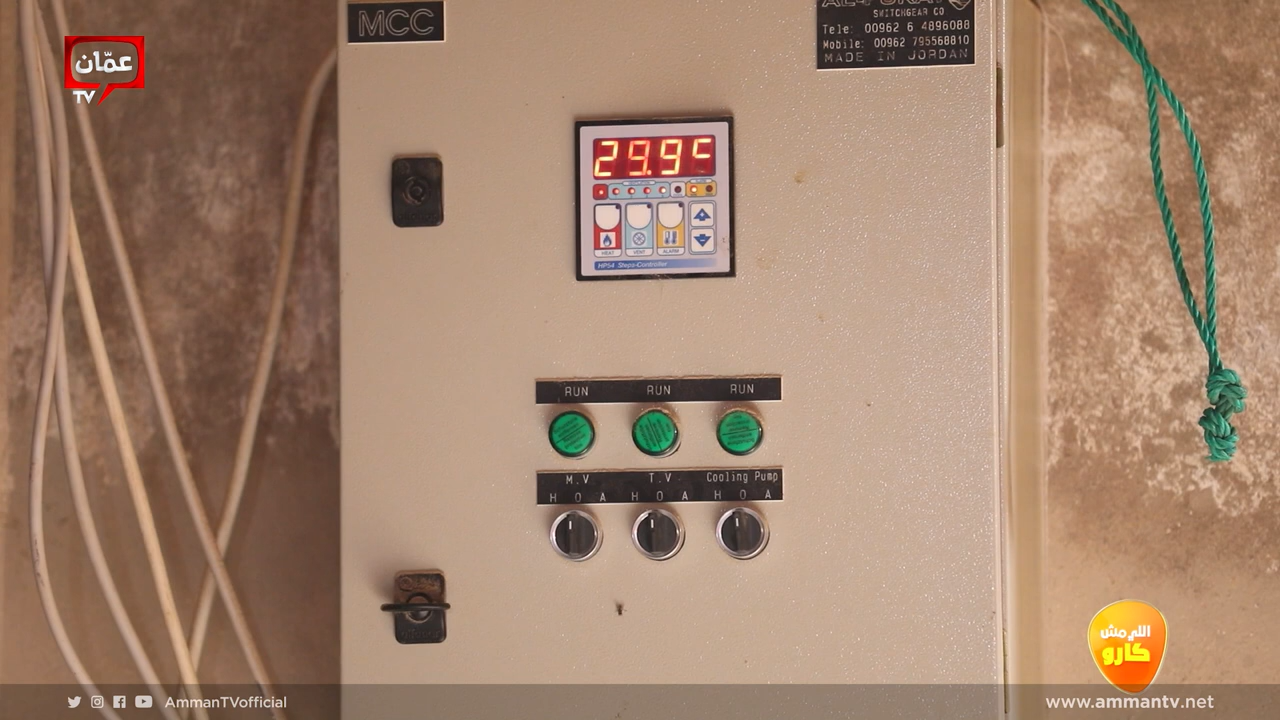 MCC
SWITCHGEAR CO
Tele: 00962 6 4896088
Mobile: 00962 795568810
MADE IN JORDAN
عمّان
TV
29.9c
HEAT
VENT
ALARM
HP54 Steps-Controller
RUN RUN RUN
M.V T.V Cooling Pump
H O A H O A H O A
اللي مش
كارو
AmmanTVofficial
www.ammantv.net